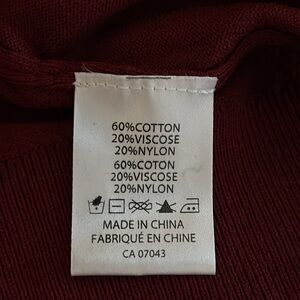 60%COTTON
20%VISCOSE
20%NYLON
60%COTON
20%VISCOSE
20%NYLON
MADE IN CHINA
FABRIQUÉ EN CHINE
CA 07043